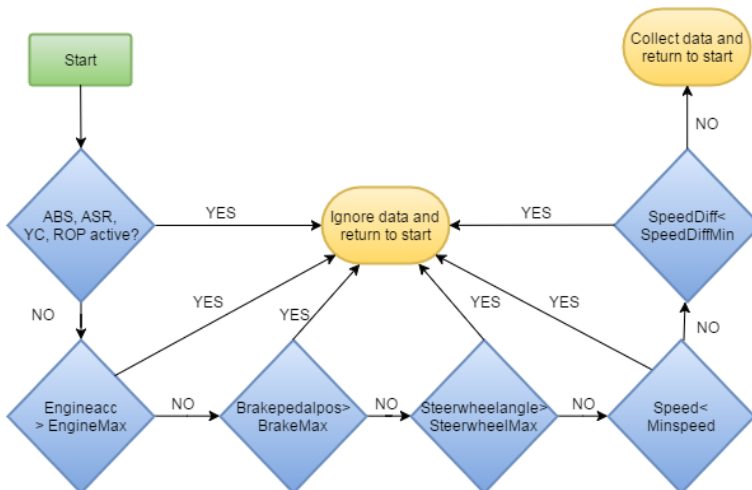 Start
Collect data and
return to start
NO
ABS, ASR,
YC, ROP active?
YES
Ignore data and
return to start
YES
SpeedDiff<
SpeedDiffMin
NO
YES
YES
YES
YES
NO
Engineacc
> EngineMax
NO
Brakepedalpos>
BrakeMax
NO
Steerwheelangle>
SteerwheelMax
NO
Speed<
Minspeed